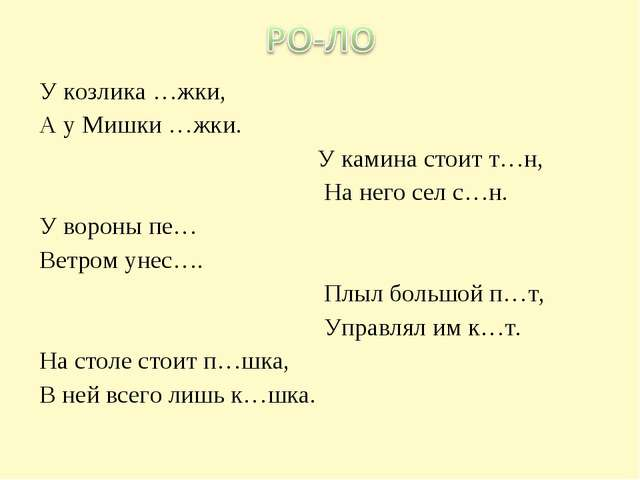 РО-ЛО
У козлика …жки,
А у Мишки …жки.
У камина стоит т…н,
На него сел с…н.
У вороны пе…
Ветром унес….
Плыл большой п…т,
Управлял им к…т.
На столе стоит п…шка,
В ней всего лишь к…шка.